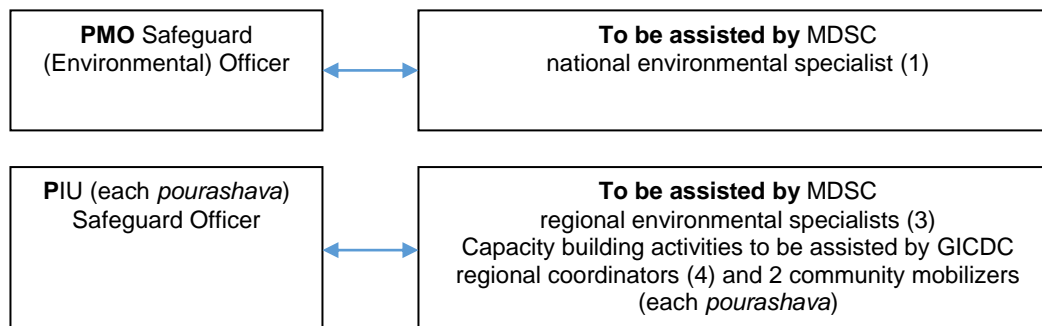 PMO Safeguard
(Environmental) Officer
To be assisted by MDSC
national environmental specialist (1)
PIU (each pourashava)
Safeguard Officer
To be assisted by MDSC
regional environmental specialists (3)
Capacity building activities to be assisted by GICDC
regional coordinators (4) and 2 community mobilizers
(each pourashava)